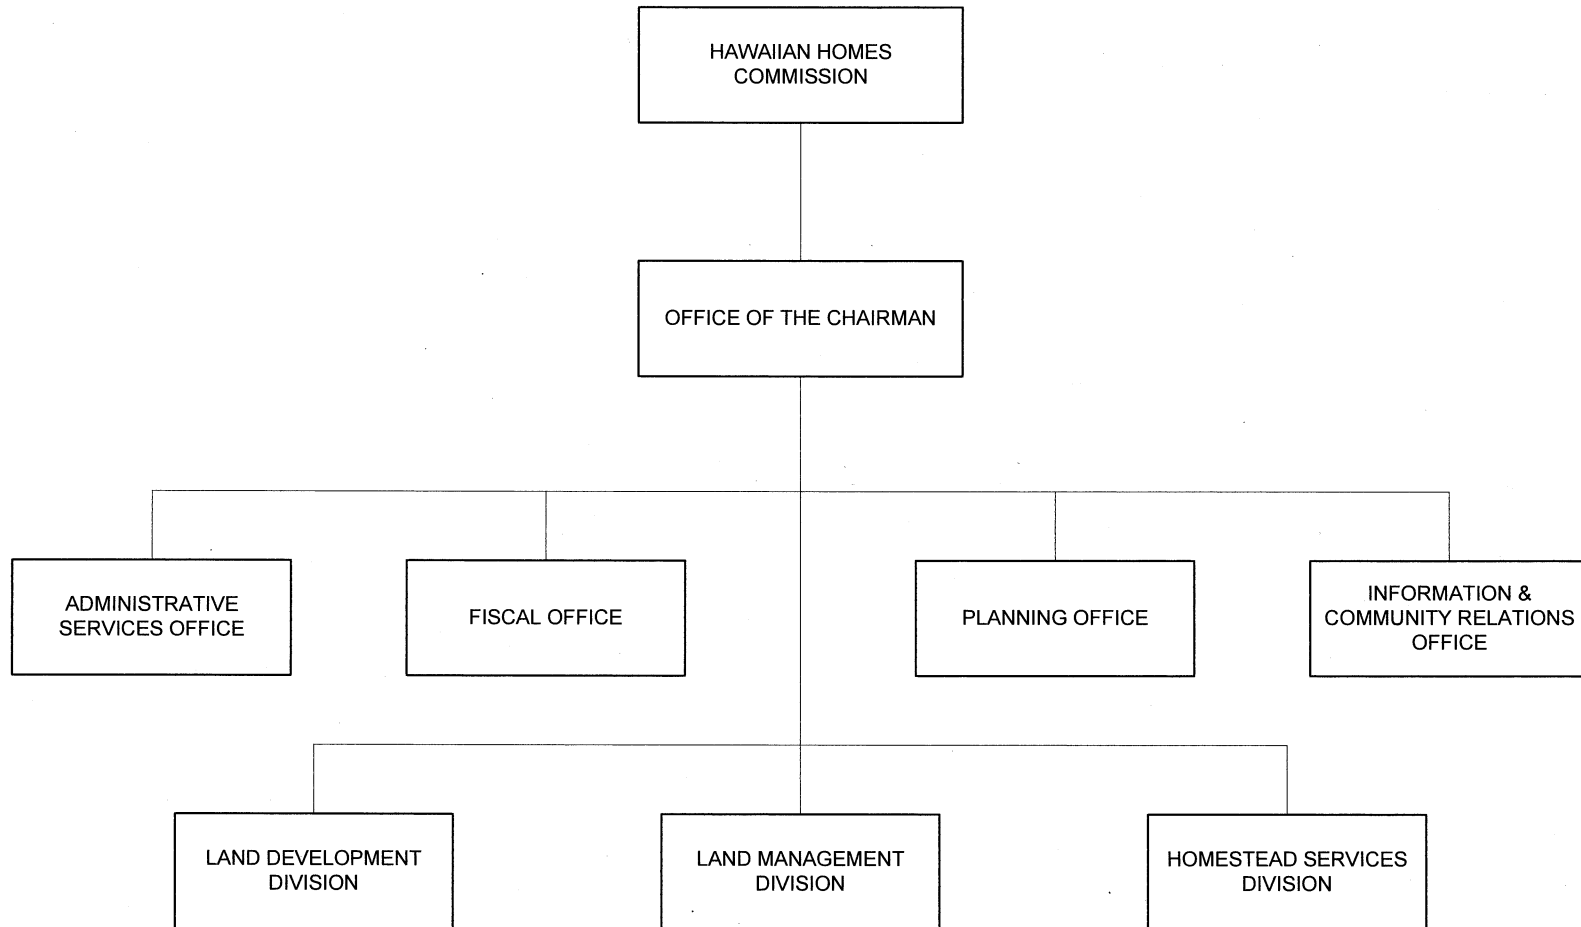 HAWAIIAN HOMES
COMMISSION
OFFICE OF THE CHAIRMAN
ADMINISTRATIVE
SERVICES OFFICE
FISCAL OFFICE
PLANNING OFFICE
INFORMATION &
COMMUNITY RELATIONS
OFFICE
LAND DEVELOPMENT
DIVISION
LAND MANAGEMENT
DIVISION
HOMESTEAD SERVICES
DIVISION